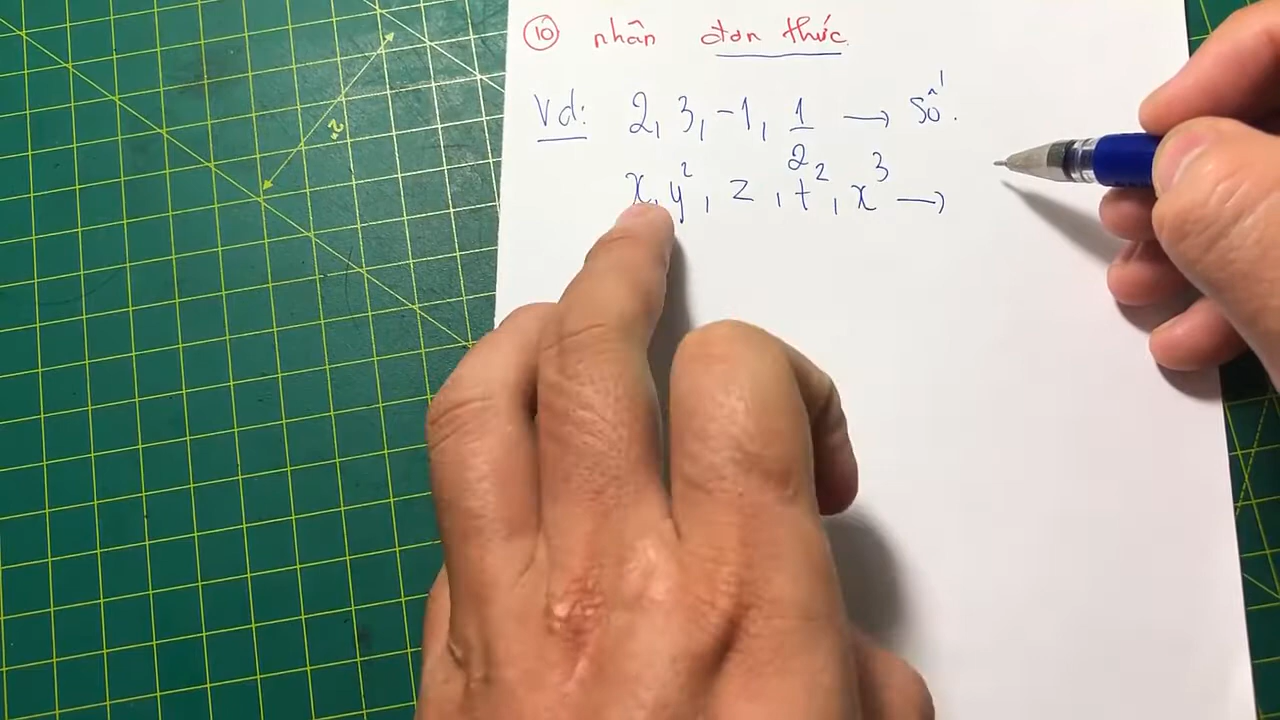 10 nhân đơn thức
Vd: 2, 3, -1, 1/2 → số.
x, y², z, t², x³ →